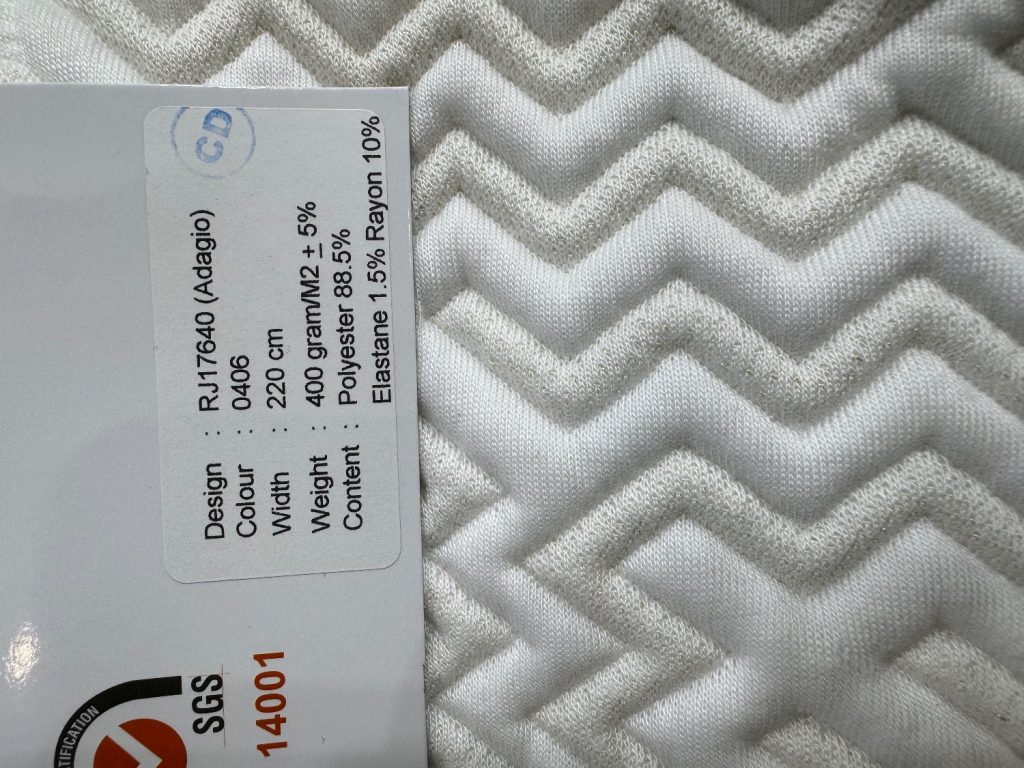 CD
Design : RJ17640 (Adagio)
Colour : 0406
Width : 220 cm
Weight : 400 gram/M2 ± 5%
Content : Polyester 88.5%
Elastane 1.5% Rayon 10%
SGS
14001